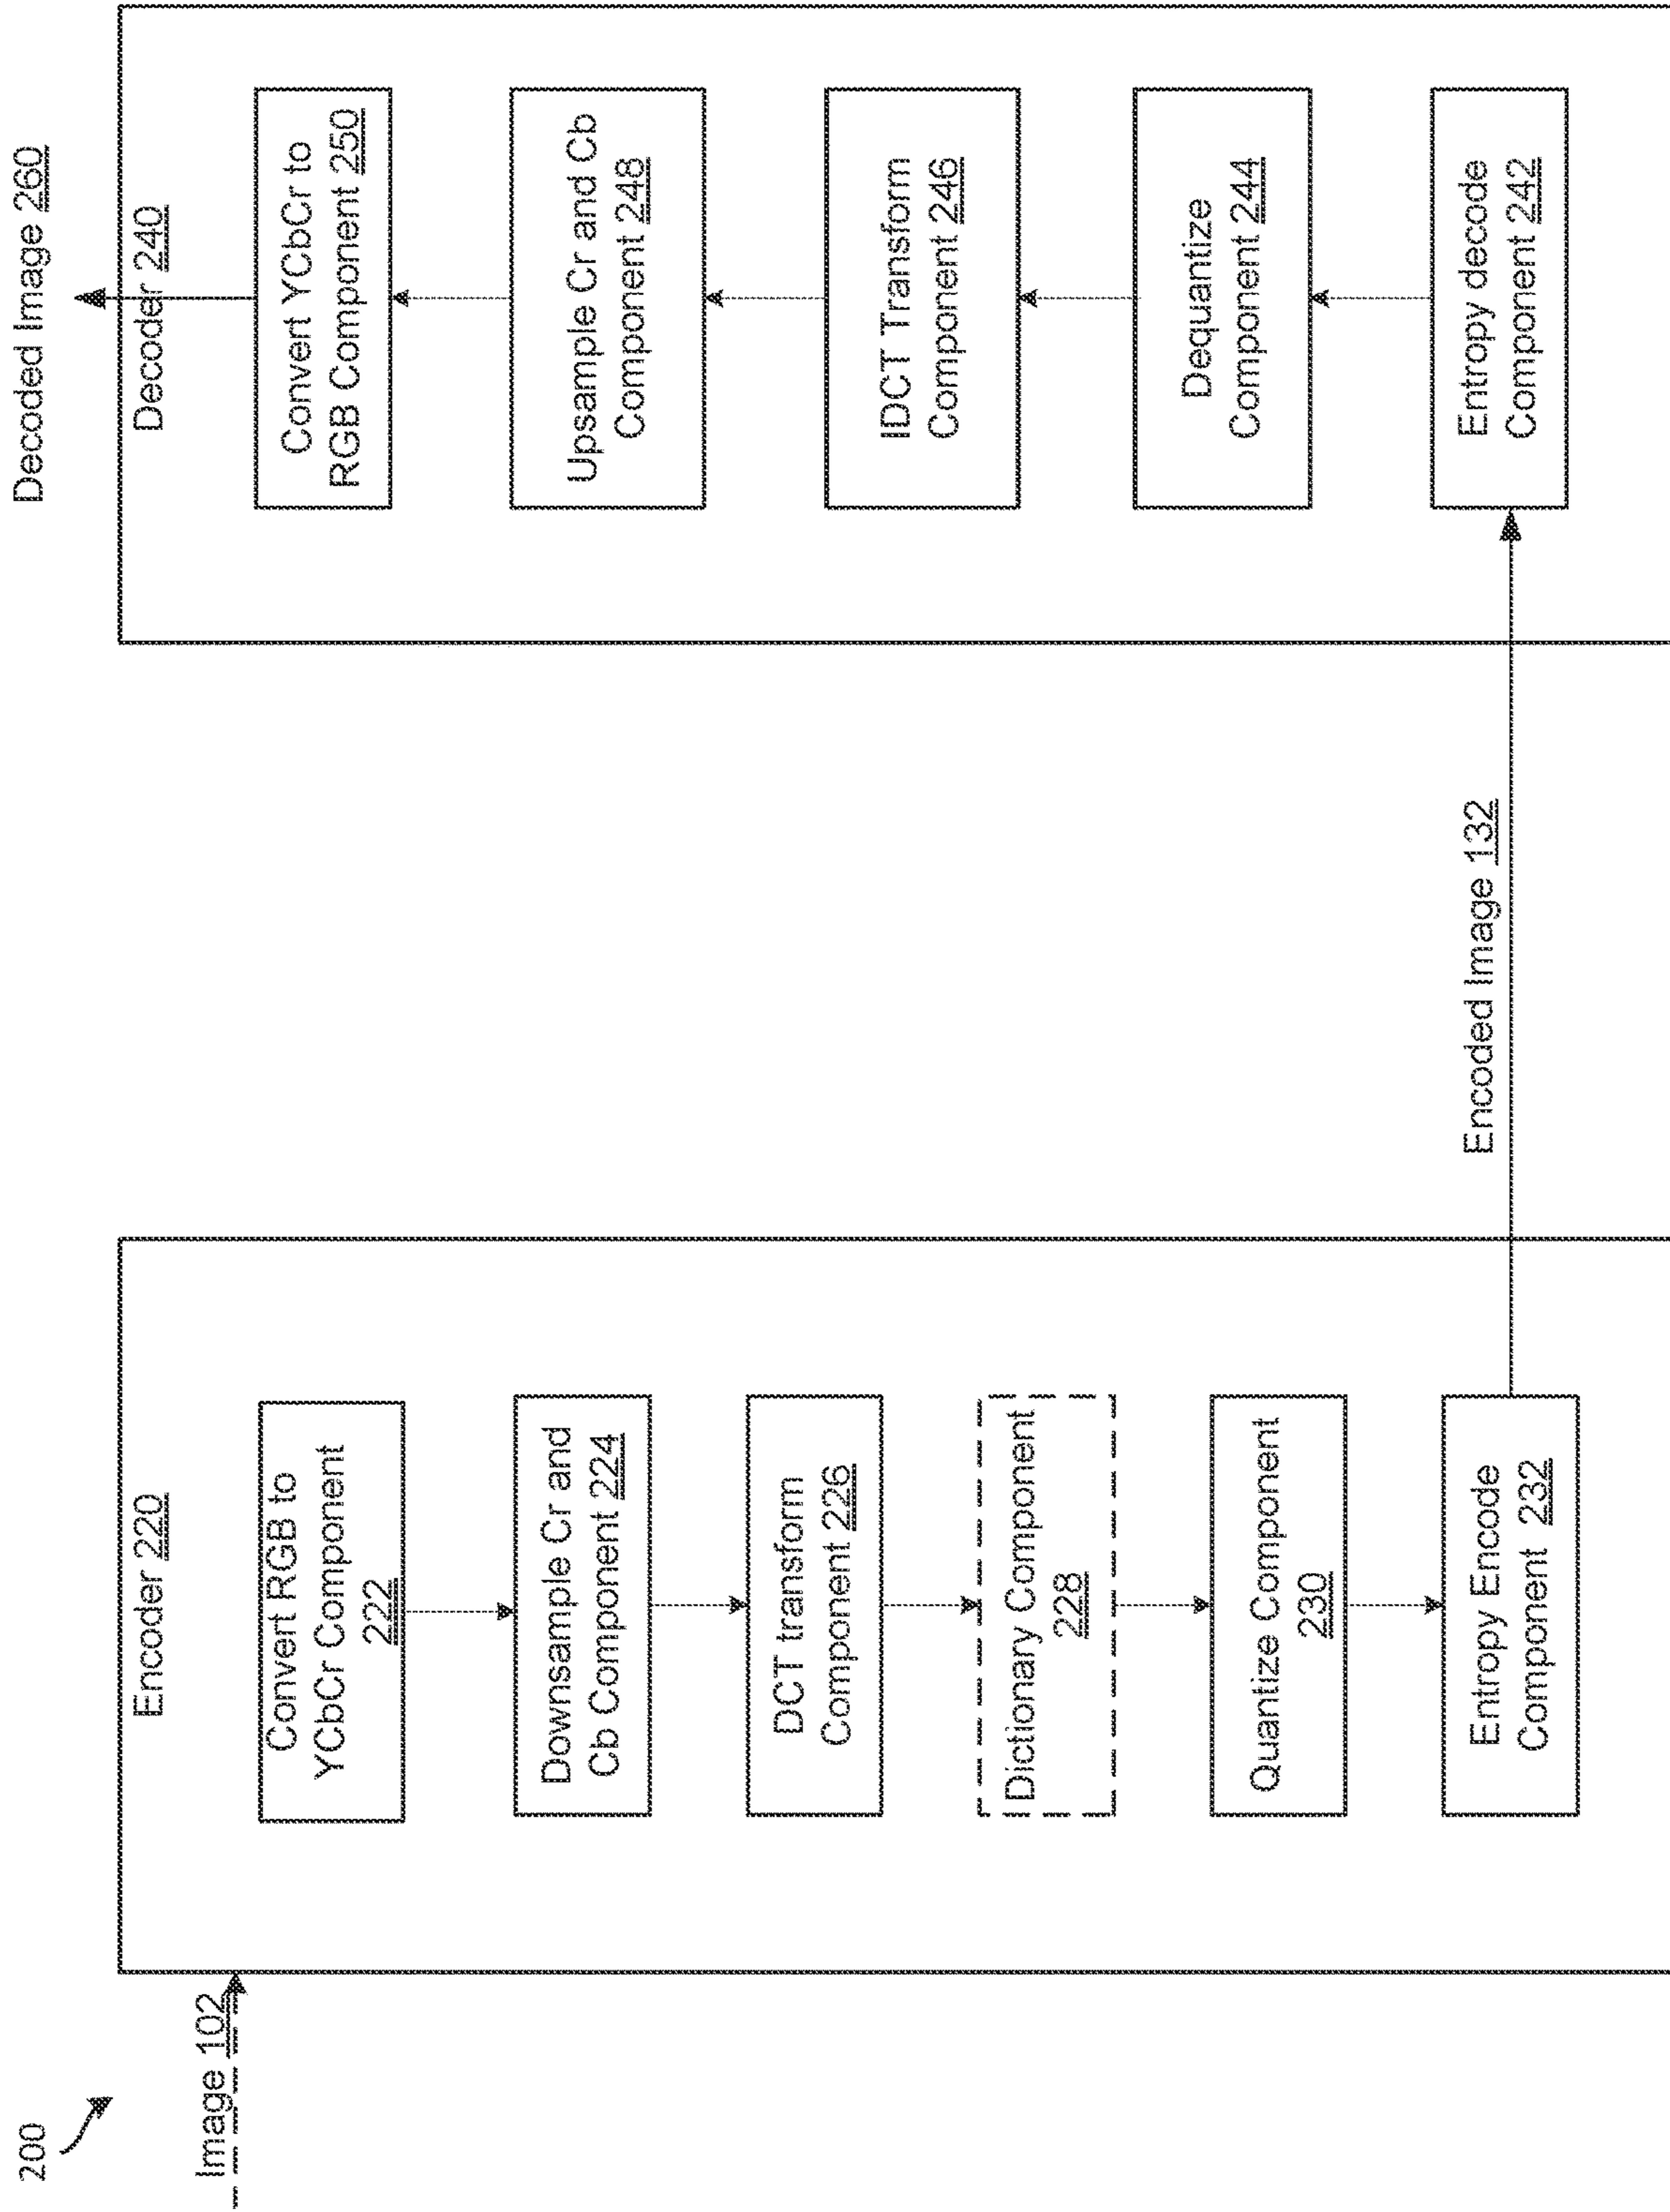 200
Image 102
Encoder 220
Convert RGB to
YCbCr Component
222
Downsample Cr and
Cb Component 224
DCT transform
Component 226
Dictionary Component
228
Quantize Component
230
Entropy Encode
Component 232
Encoded Image 132
Decoded Image 260
Decoder 240
Convert YCbCr to
RGB Component 250
Upsample Cr and Cb
Component 248
IDCT Transform
Component 246
Dequantize
Component 244
Entropy decode
Component 242